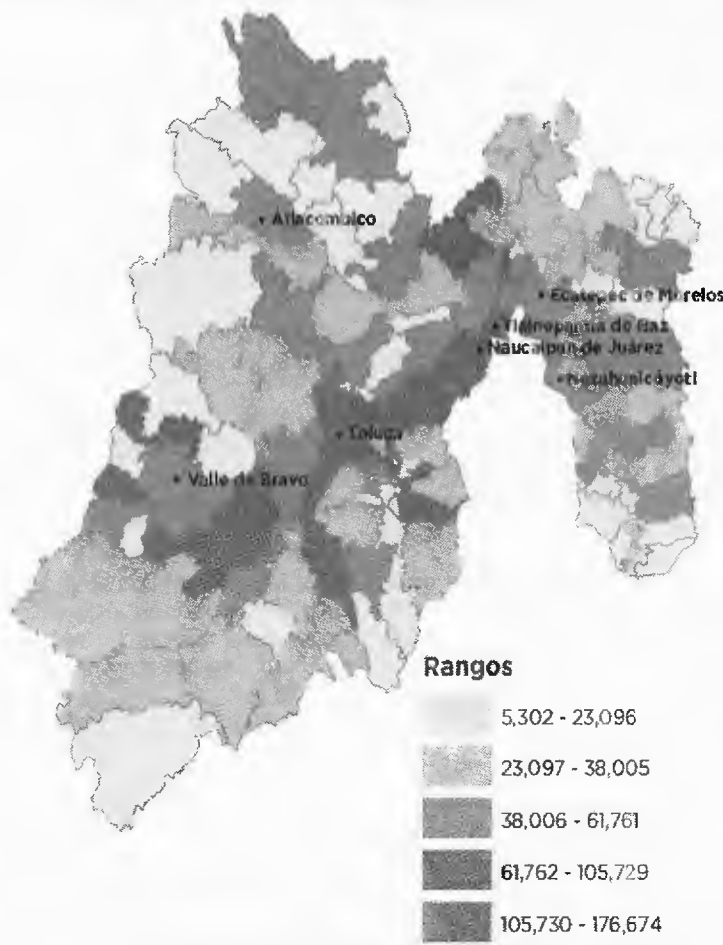 Atlacomulco
Ecatepec de Morelos
Tlalnepantla de Baz
Naucalpan de Juárez
Nezahualcóyotl
Toluca
Valle de Bravo
Rangos
5,302 - 23,096
23,097 - 38,005
38,006 - 61,761
61,762 - 105,729
105,730 - 176,674